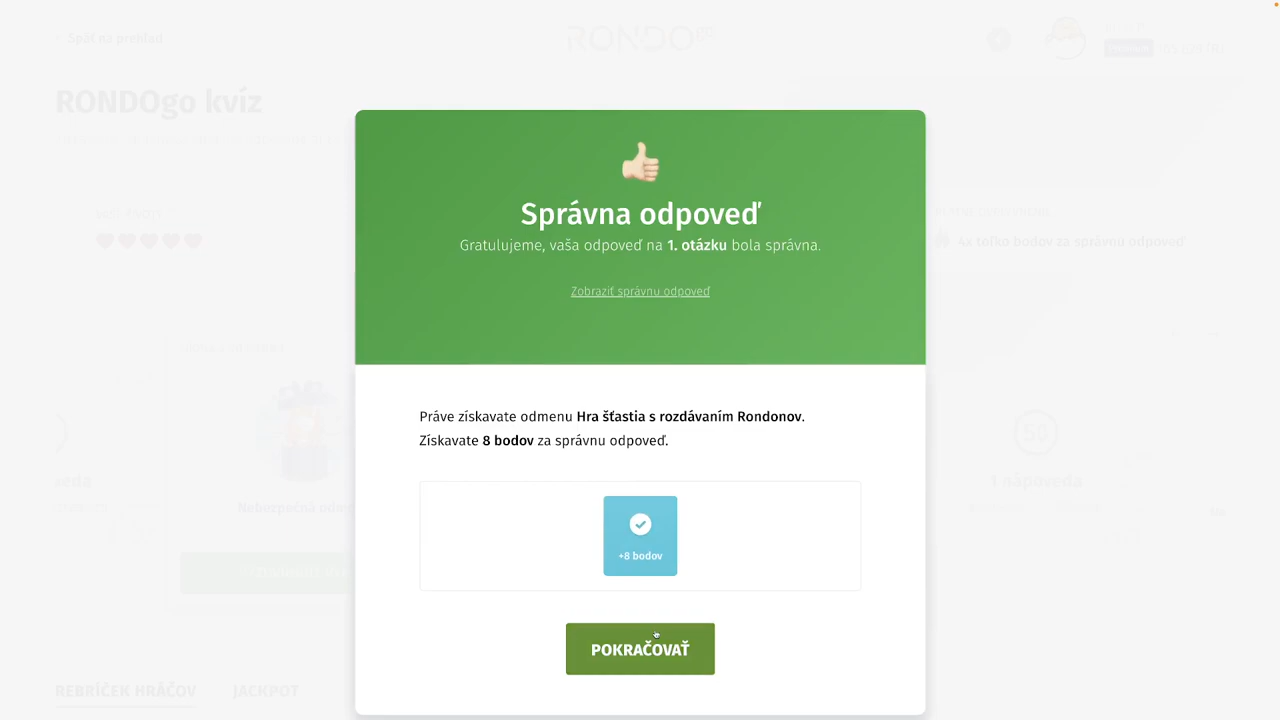 Späť na prehľad
RONDO
RONDOgo kvíz
4x toľko bodov za správnu odpoveď
Správna odpoveď
Gratulujeme, vaša odpoveď na 1. otázku bola správna.
Zobraziť správnu odpoveď
Práve získavate odmenu Hra šťastia s rozdávaním Rondonov.
Získavate 8 bodov za správnu odpoveď.
+8 bodov
POKRAČOVAŤ
50
1 nápoveda
REBRÍČEK HRÁČOV
JACKPOT